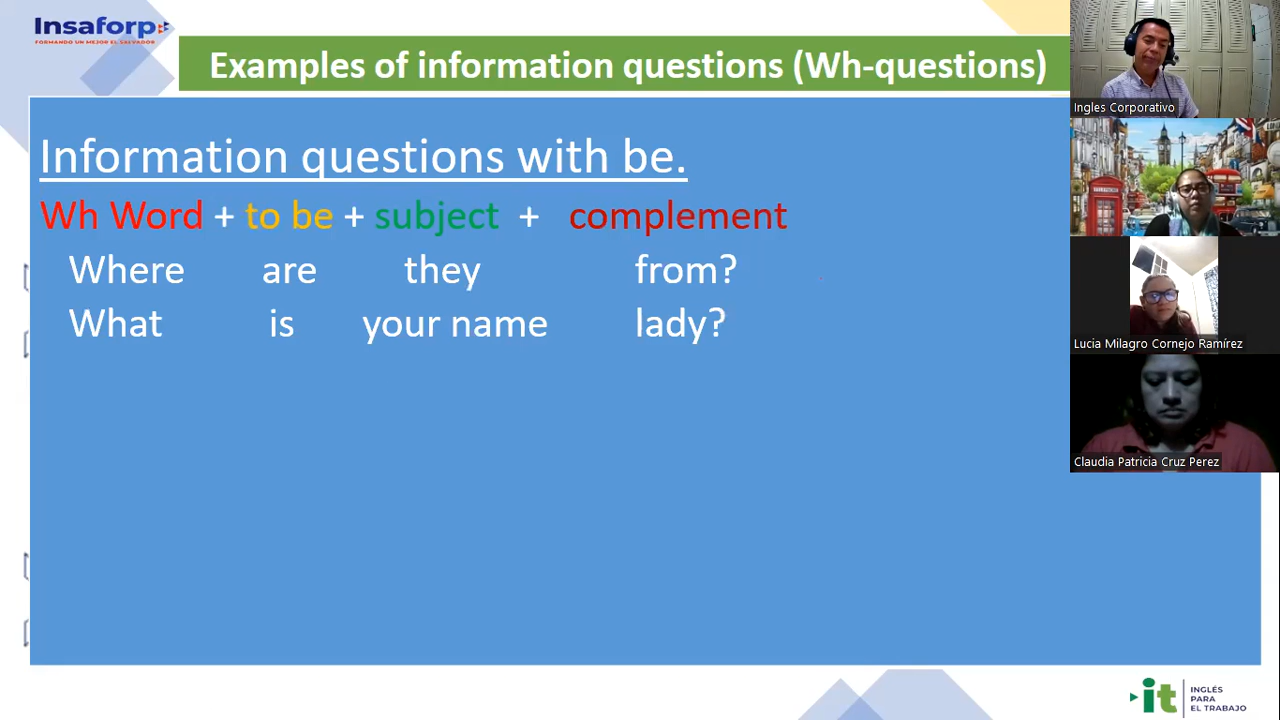 Insaforp
FORMANDO UN MEJOR EL SALVADOR
Examples of information questions (Wh-questions)
Information questions with be.
Wh Word + to be + subject + complement
Where are they from?
What is your name lady?
Ingles Corporativo
Lucia Milagro Cornejo Ramírez
Claudia Patricia Cruz Perez
it
INGLÉS
PARA
EL TRABAJO